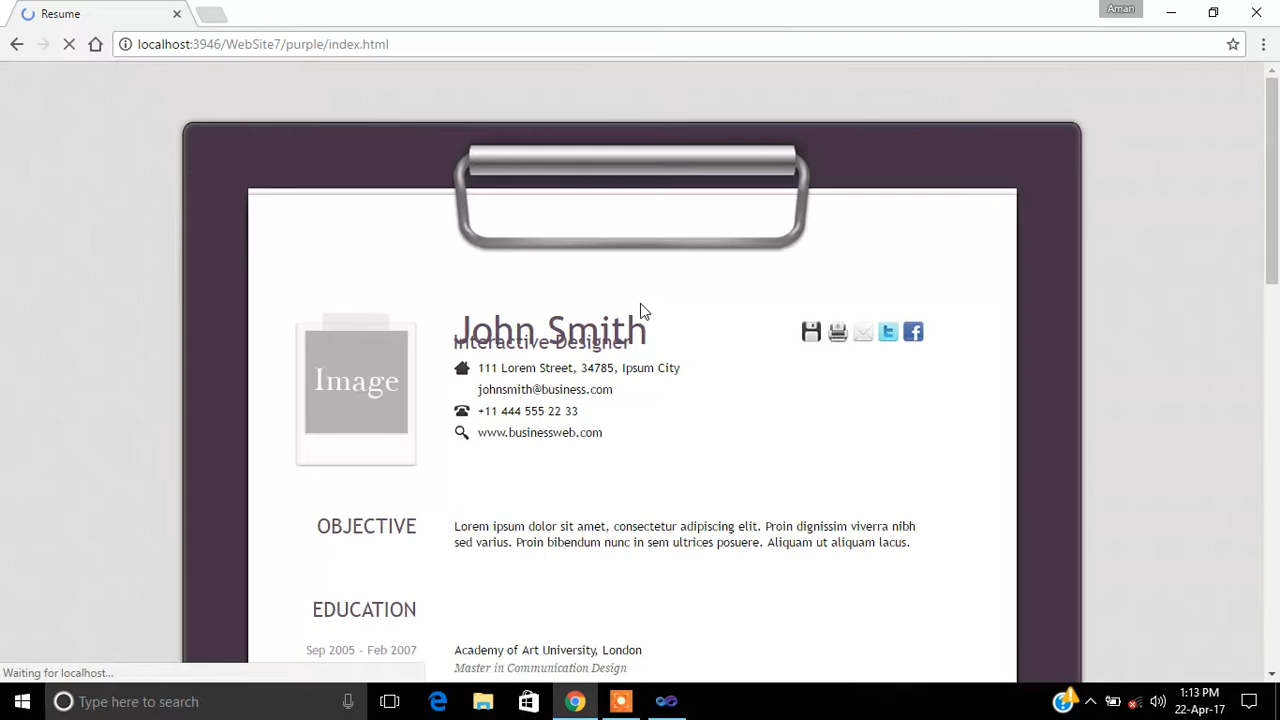 Resume
Aman
localhost:3946/WebSite7/purple/index.html
John Smith
Interactive Designer
Image
111 Lorem Street, 34785, Ipsum City
johnsmith@business.com
+11 444 555 22 33
www.businessweb.com
OBJECTIVE
Lorem ipsum dolor sit amet, consectetur adipiscing elit. Proin dignissim viverra nibh
sed varius. Proin bibendum nunc in sem ultrices posuere. Aliquam ut aliquam lacus.
EDUCATION
Sep 2005 - Feb 2007
Academy of Art University, London
Master in Communication Design
Waiting for localhost...
Type here to search
1:13 PM
22-Apr-17